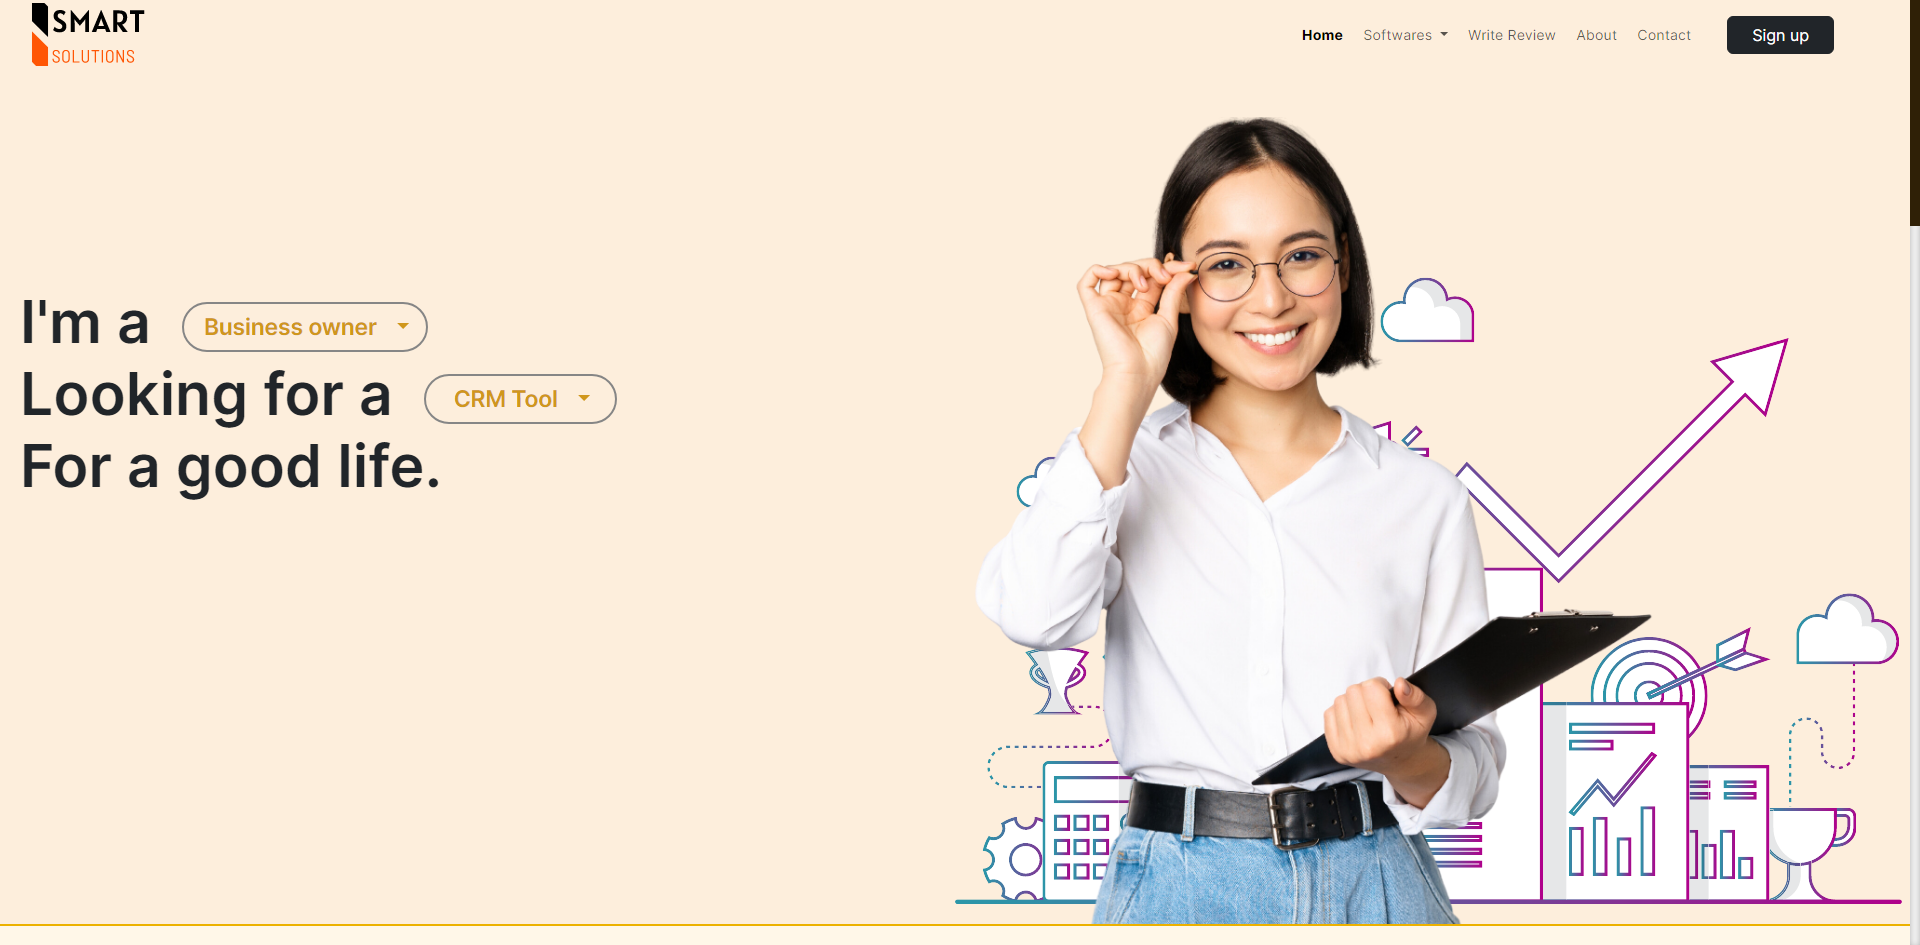 SMART
SOLUTIONS
Home Softwares Write Review About Contact Sign up
I'm a Business owner
Looking for a CRM Tool
For a good life.